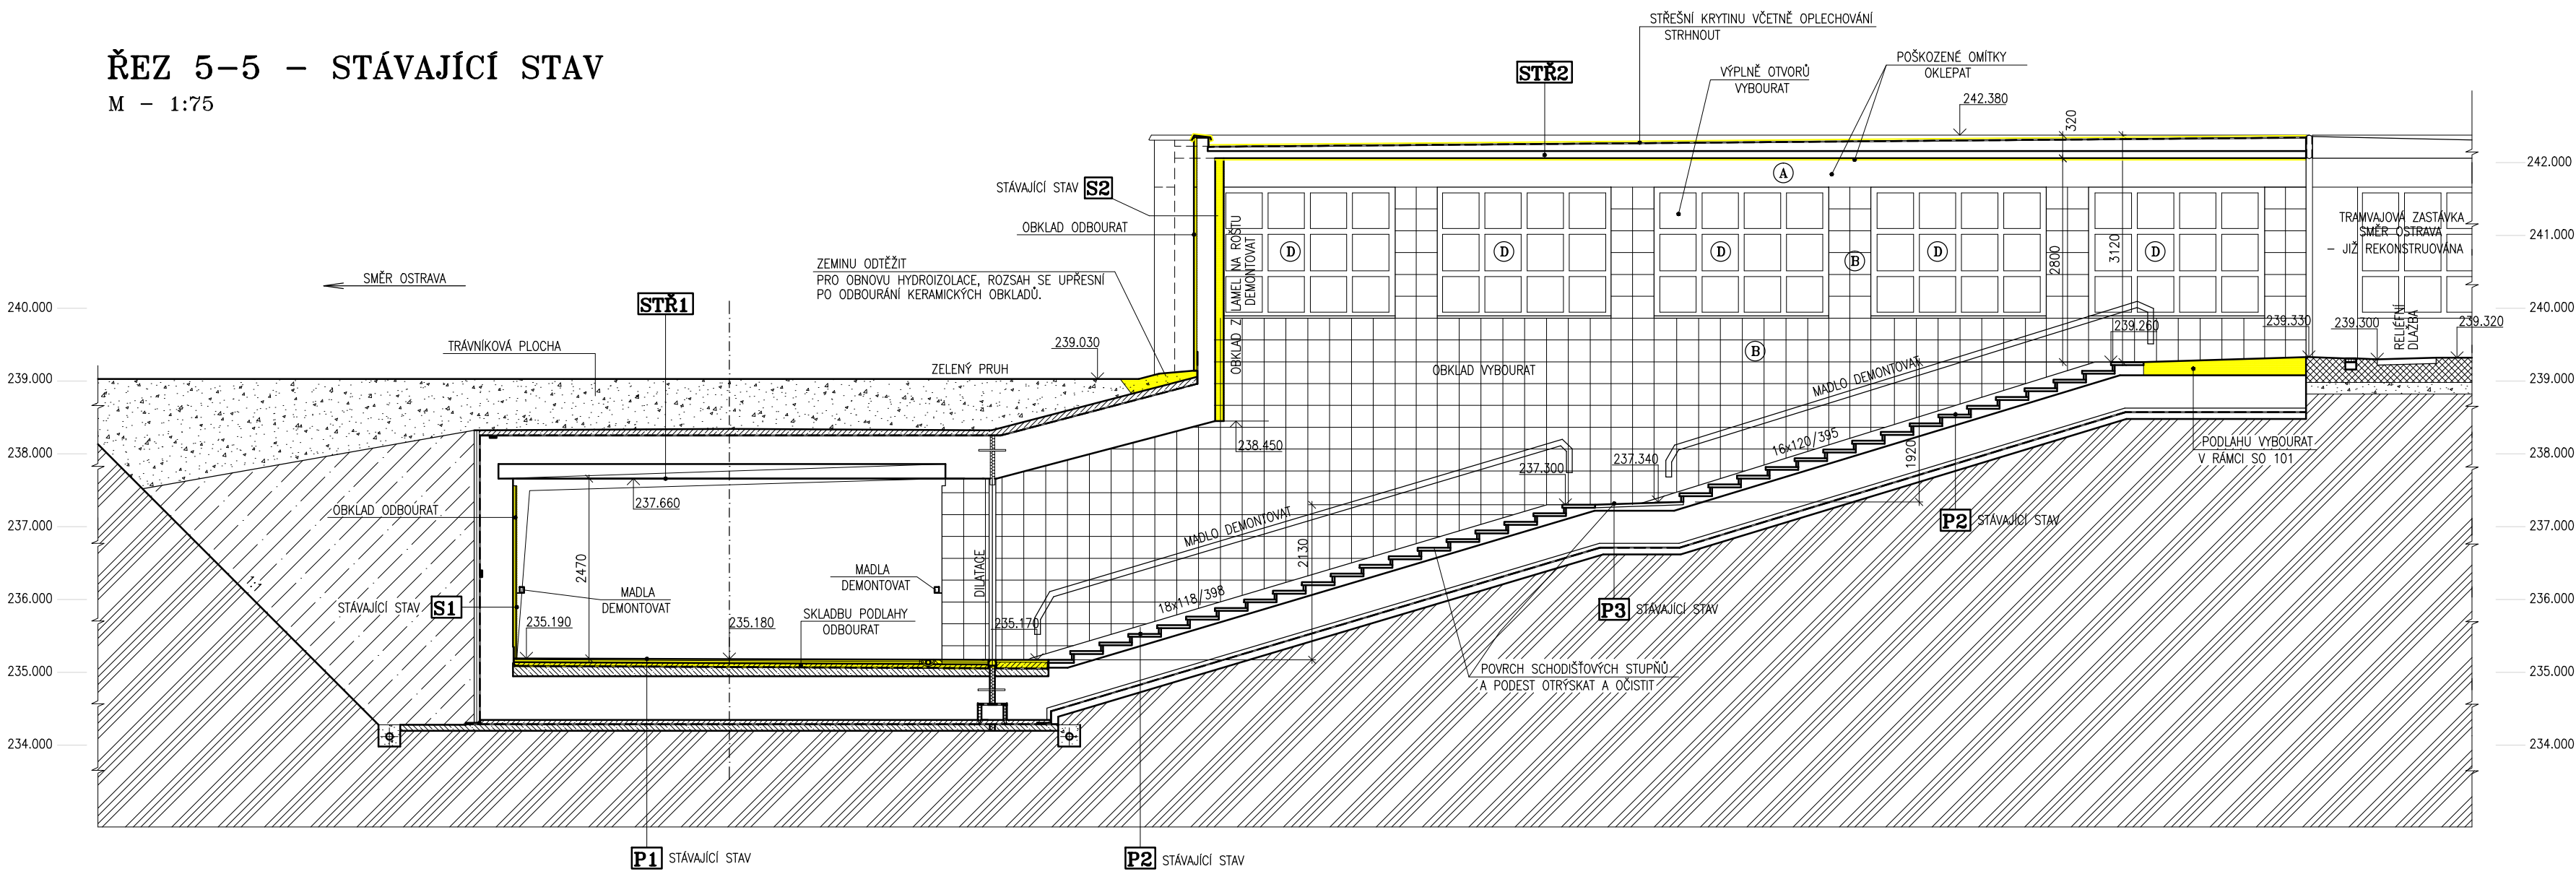 ŘEZ 5-5 - STÁVAJÍCÍ STAV
M - 1:75
STŘEŠNÍ KRYTINU VČETNĚ OPLECHOVÁNÍ
STRHNOUT
STŘ2
VÝPLNĚ OTVORŮ
VYBOURAT
POŠKOZENÉ OMÍTKY
OKLEPAT
242.380
320
242.000
A
STÁVAJÍCÍ STAV S2
OBKLAD ODBOURAT
OBKLAD Z LAMEL NA ROŠTU
DEMONTOVAT
D
D
D
D
D
B
2800
3120
TRAMVAJOVÁ ZASTÁVKA
SMĚR OSTRAVA
- JIŽ REKONSTRUOVÁNA
241.000
ZEMINU ODTĚŽIT
PRO OBNOVU HYDROIZOLACE, ROZSAH SE UPŘESNÍ
PO ODBOURÁNÍ KERAMICKÝCH OBKLADŮ.
SMĚR OSTRAVA
STŘ1
240.000
240.000
TRÁVNÍKOVÁ PLOCHA
239.030
ZELENÝ PRUH
239.260
239.330
239.300
RELIÉFNÍ
DLAŽBA
239.320
B
OBKLAD VYBOURAT
MADLO DEMONTOVAT
239.000
239.000
238.450
16x120/395
1920
PODLAHU VYBOURAT
V RÁMCI SO 101
238.000
238.000
237.300
237.340
237.660
OBKLAD ODBOURAT
MADLO DEMONTOVAT
P2 STÁVAJÍCÍ STAV
237.000
237.000
2470
2130
DILATACE
1:1
MADLA
DEMONTOVAT
MADLA
DEMONTOVAT
STÁVAJÍCÍ STAV S1
18x118/398
P3 STÁVAJÍCÍ STAV
236.000
236.000
235.190
235.180
SKLADBU PODLAHY
ODBOURAT
235.170
POVRCH SCHODIŠŤOVÝCH STUPŇŮ
A PODEST OTRÝSKAT A OČISTIT
235.000
235.000
234.000
234.000
P1 STÁVAJÍCÍ STAV
P2 STÁVAJÍCÍ STAV